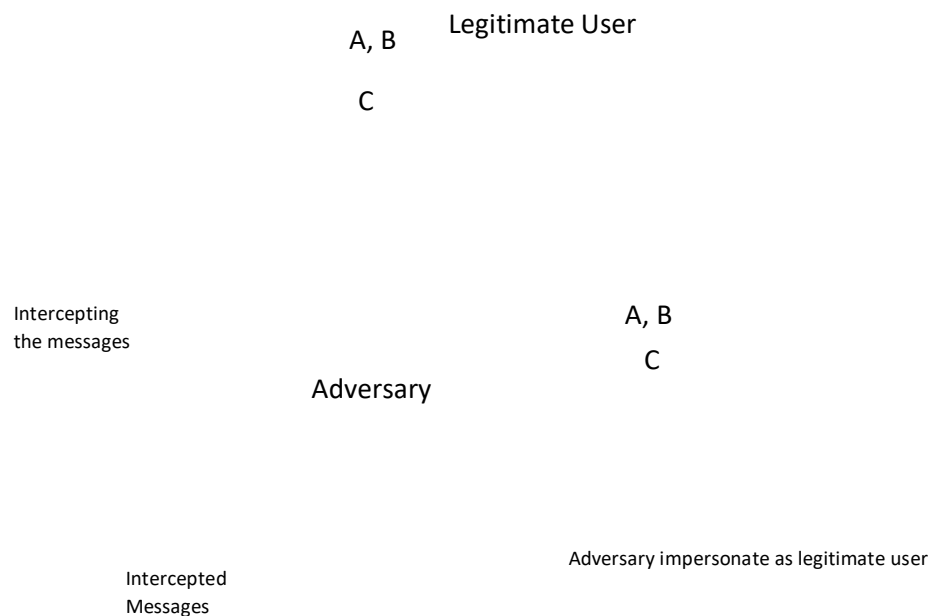 Legitimate User
A, B
C
Intercepting
the messages
A, B
C
Adversary
Adversary impersonate as legitimate user
Intercepted
Messages